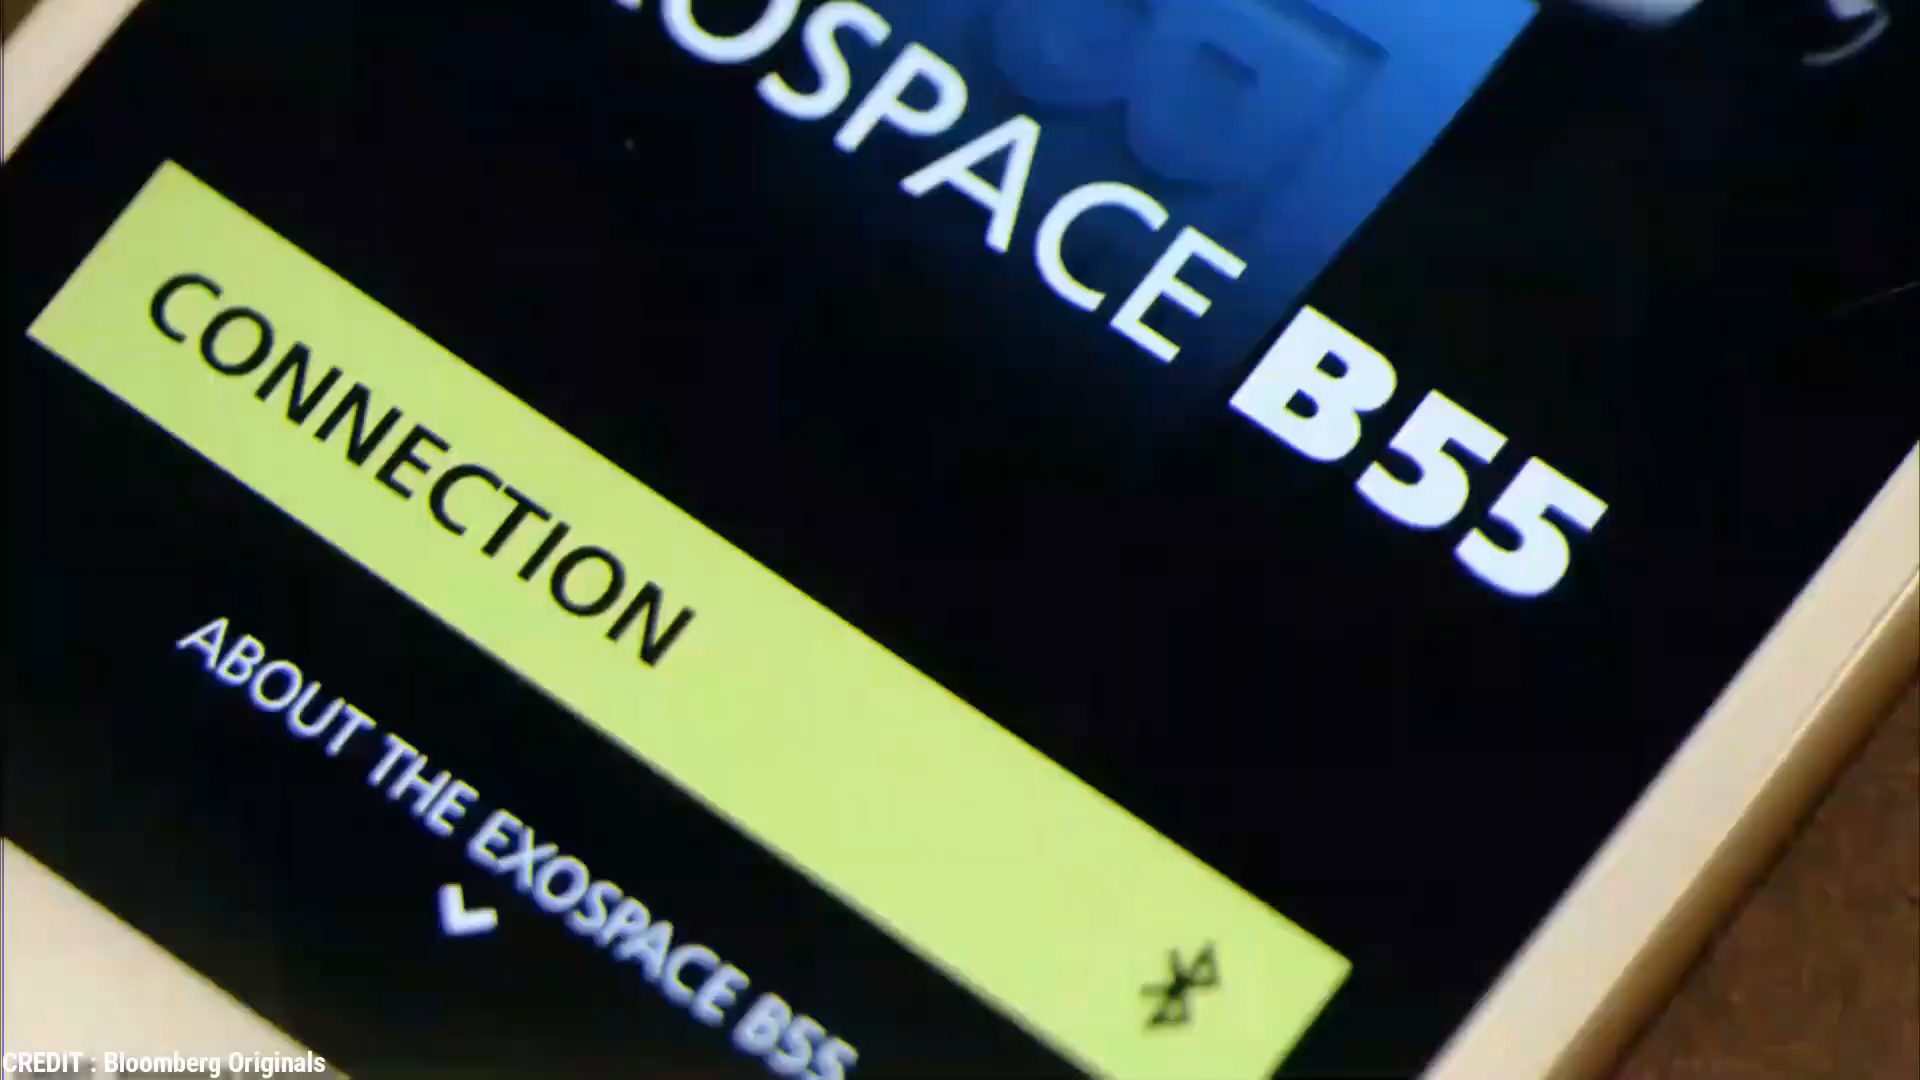 OSPACE B55
CONNECTION
ABOUT THE EXOSPACE B55
CREDIT : Bloomberg Originals